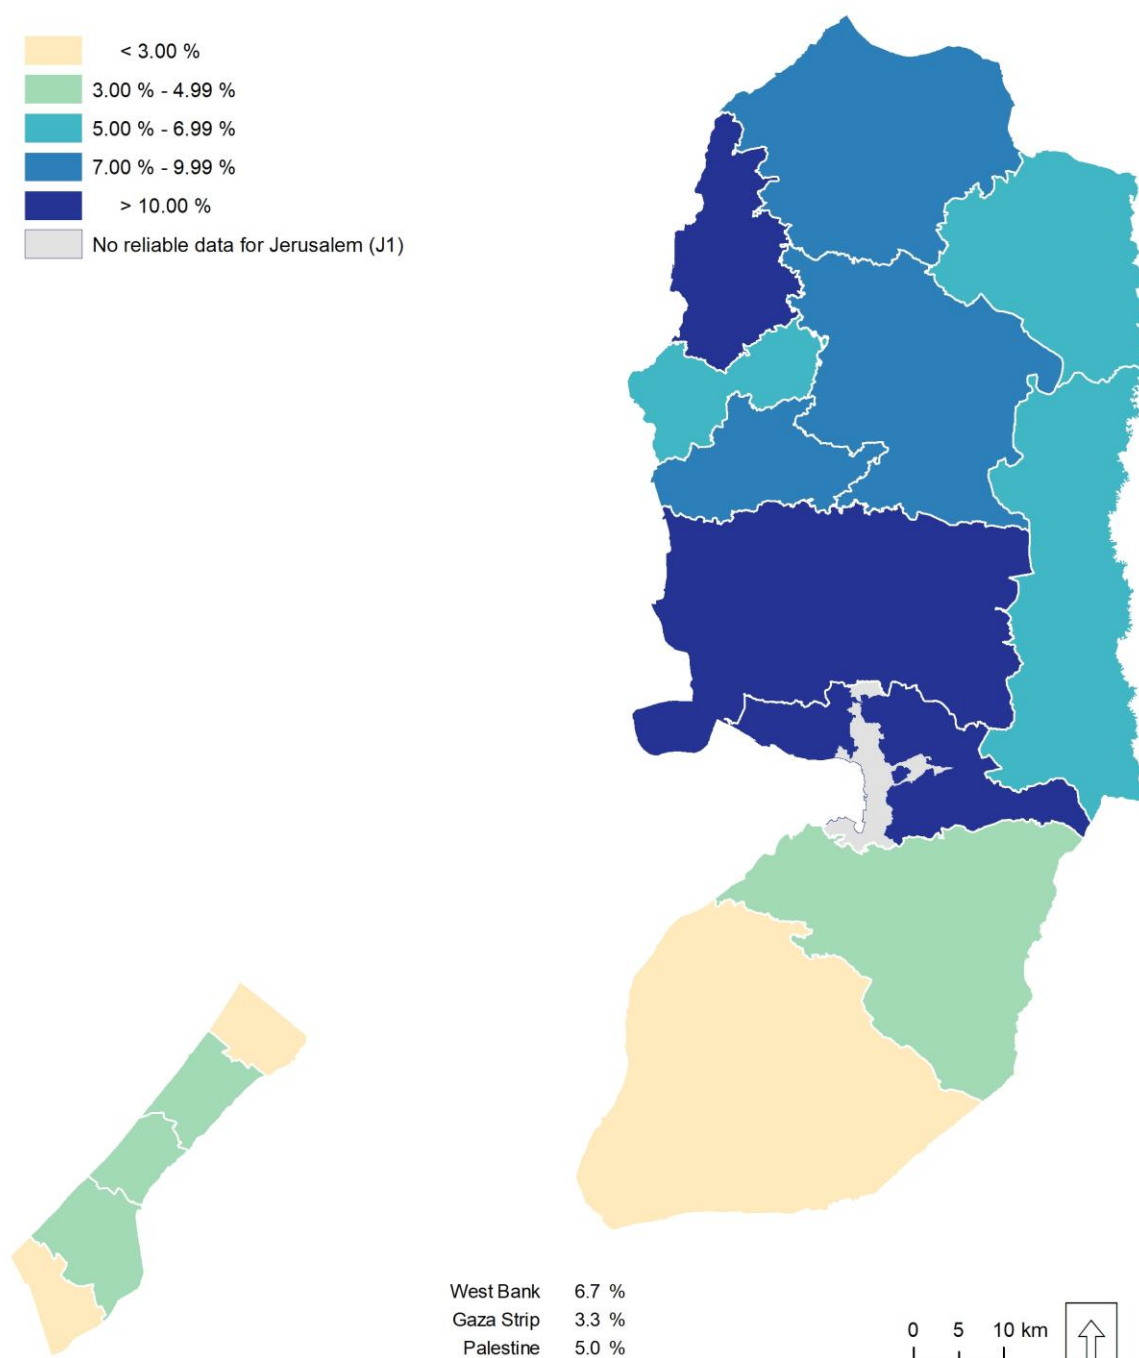 < 3.00 %
3.00 % - 4.99 %
5.00 % - 6.99 %
7.00 % - 9.99 %
> 10.00 %
No reliable data for Jerusalem (J1)
West Bank 6.7 %
Gaza Strip 3.3 %
Palestine 5.0 %
0 5 10 km